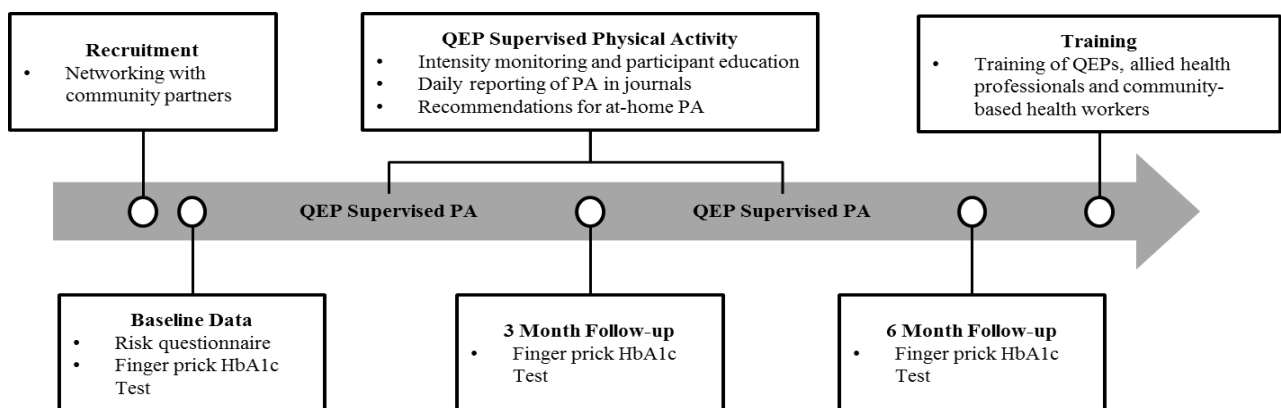 Recruitment
• Networking with
community partners
QEP Supervised Physical Activity
• Intensity monitoring and participant education
• Daily reporting of PA in journals
• Recommendations for at-home PA
Training
• Training of QEPs, allied health
professionals and community-
based health workers
QEP Supervised PA
QEP Supervised PA
Baseline Data
• Risk questionnaire
• Finger prick HbA1c
Test
3 Month Follow-up
• Finger prick HbA1c
Test
6 Month Follow-up
• Finger prick HbA1c
Test